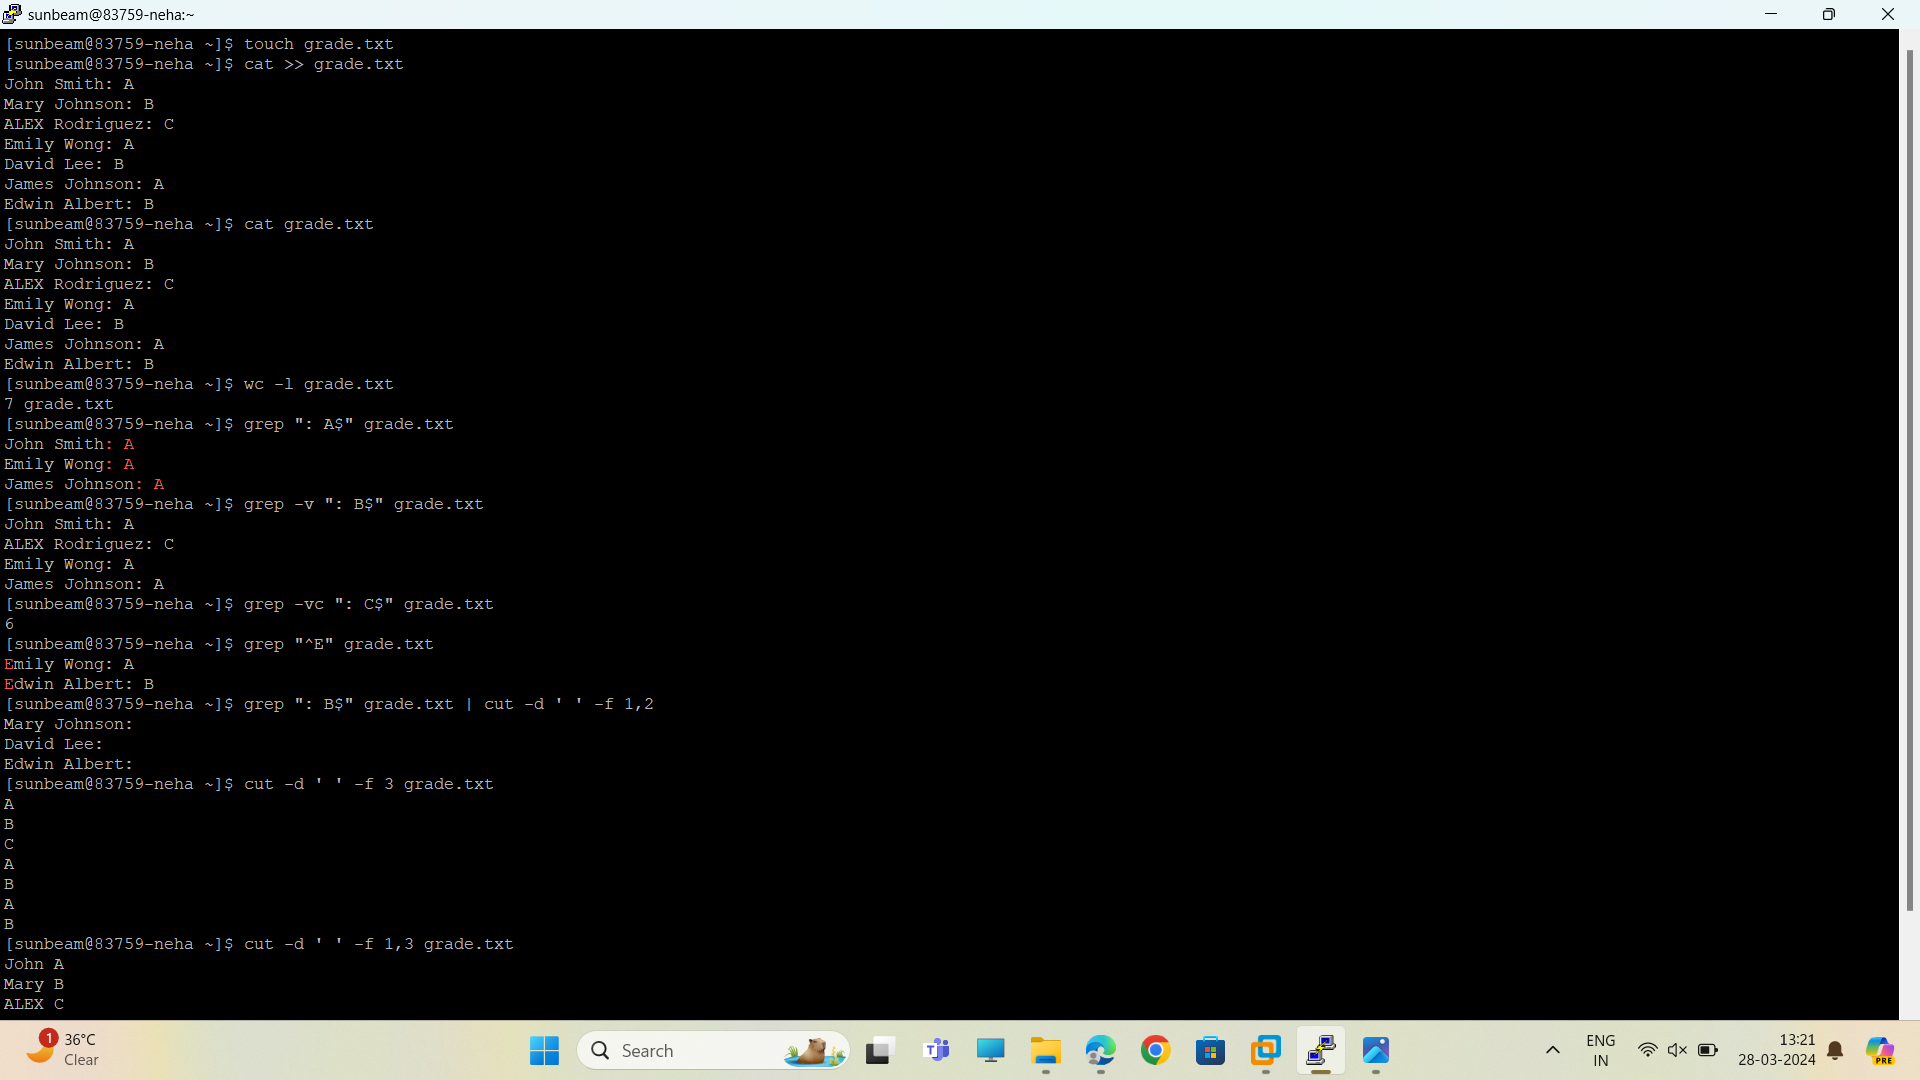 sunbeam@83759-neha:~
[sunbeam@83759-neha ~]$ touch grade.txt
[sunbeam@83759-neha ~]$ cat >> grade.txt
John Smith: A
Mary Johnson: B
ALEX Rodriguez: C
Emily Wong: A
David Lee: B
James Johnson: A
Edwin Albert: B
[sunbeam@83759-neha ~]$ cat grade.txt
John Smith: A
Mary Johnson: B
ALEX Rodriguez: C
Emily Wong: A
David Lee: B
James Johnson: A
Edwin Albert: B
[sunbeam@83759-neha ~]$ wc -l grade.txt
7 grade.txt
[sunbeam@83759-neha ~]$ grep ": A$" grade.txt
John Smith: A
Emily Wong: A
James Johnson: A
[sunbeam@83759-neha ~]$ grep -v ": B$" grade.txt
John Smith: A
ALEX Rodriguez: C
Emily Wong: A
James Johnson: A
[sunbeam@83759-neha ~]$ grep -vc ": C$" grade.txt
6
[sunbeam@83759-neha ~]$ grep "^E" grade.txt
Emily Wong: A
Edwin Albert: B
[sunbeam@83759-neha ~]$ grep ": B$" grade.txt | cut -d ' ' -f 1,2
Mary Johnson:
David Lee:
Edwin Albert:
[sunbeam@83759-neha ~]$ cut -d ' ' -f 3 grade.txt
A
B
C
A
B
A
B
[sunbeam@83759-neha ~]$ cut -d ' ' -f 1,3 grade.txt
John A
Mary B
ALEX C
1
36°C
Clear
Search
ENG
IN
13:21
28-03-2024
PRE